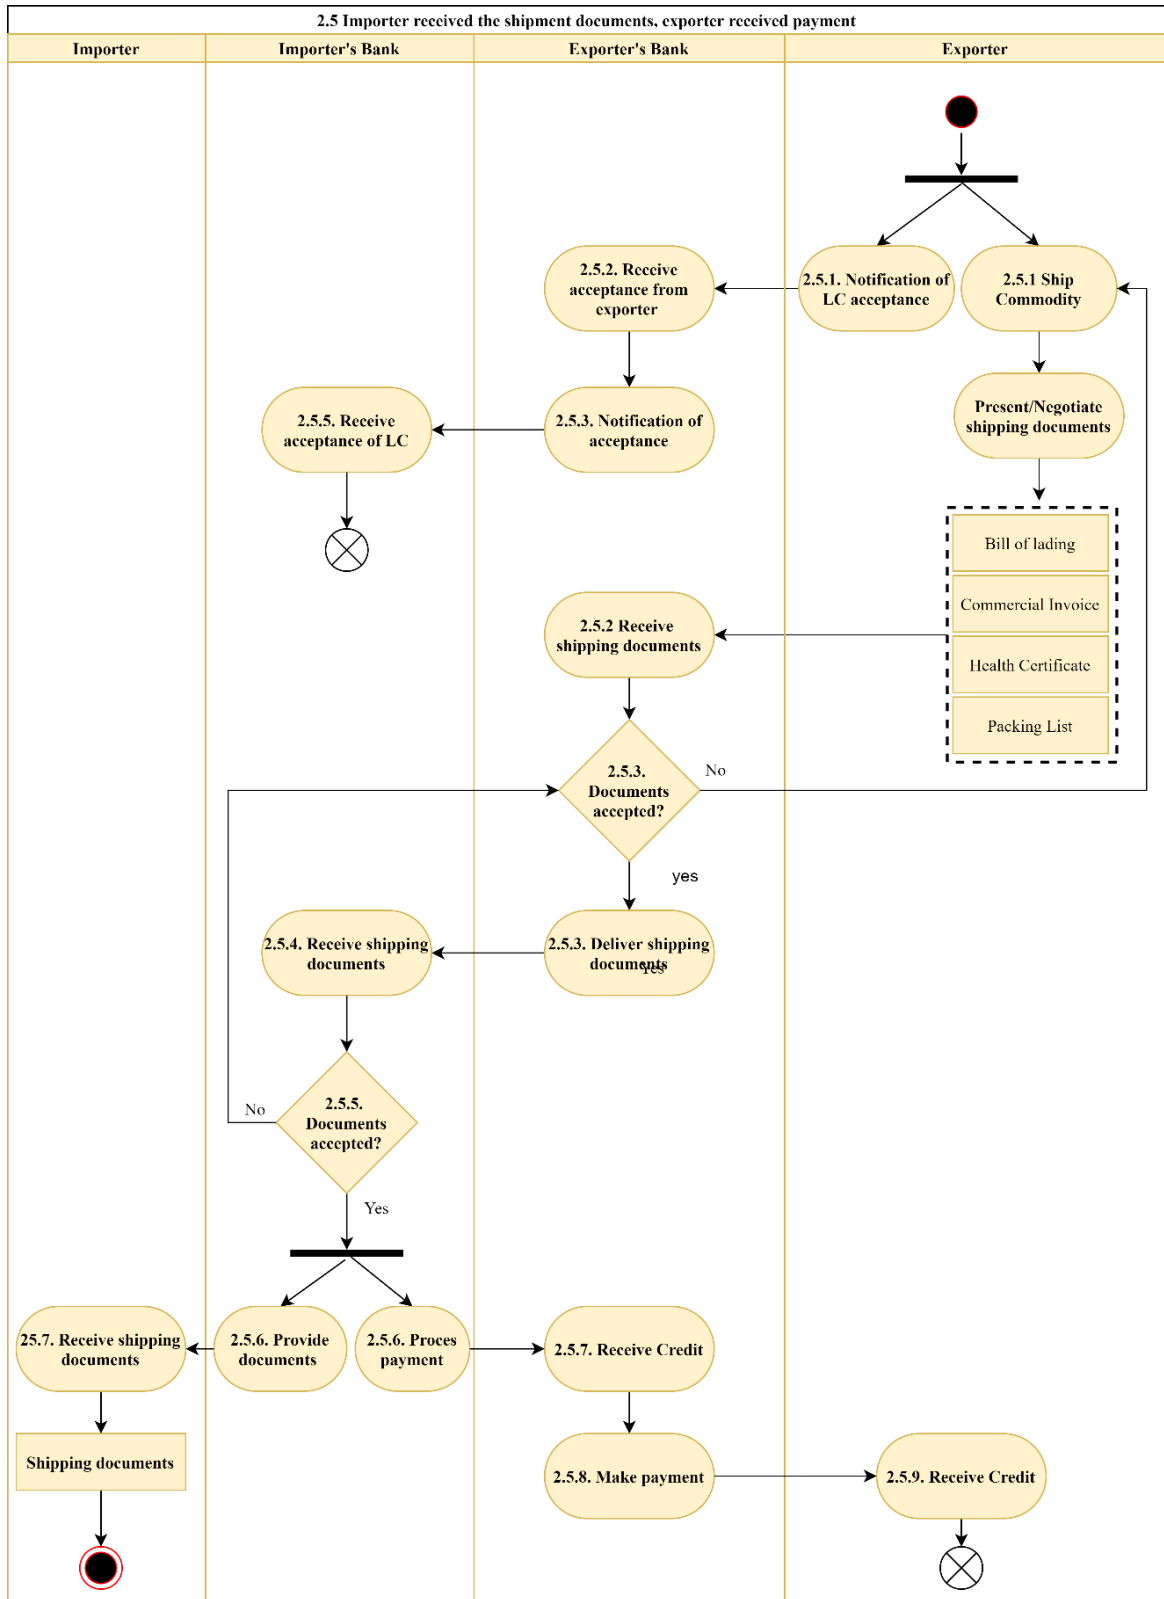 2.5 Importer received the shipment documents, exporter received payment
Importer
Importer's Bank
Exporter's Bank
Exporter
2.5.2. Receive
acceptance from
exporter
2.5.1. Notification of
LC acceptance
2.5.1 Ship
Commodity
2.5.5. Receive
acceptance of LC
2.5.3. Notification of
acceptance
Present/Negotiate
shipping documents
Bill of lading
Commercial Invoice
Health Certificate
Packing List
2.5.2 Receive
shipping documents
2.5.3.
Documents
accepted?
No
yes
2.5.4. Receive shipping
documents
2.5.3. Deliver shipping
documents
Yes
2.5.5.
Documents
accepted?
No
Yes
25.7. Receive shipping
documents
2.5.6. Provide
documents
2.5.6. Proces
payment
2.5.7. Receive Credit
Shipping documents
2.5.8. Make payment
2.5.9. Receive Credit